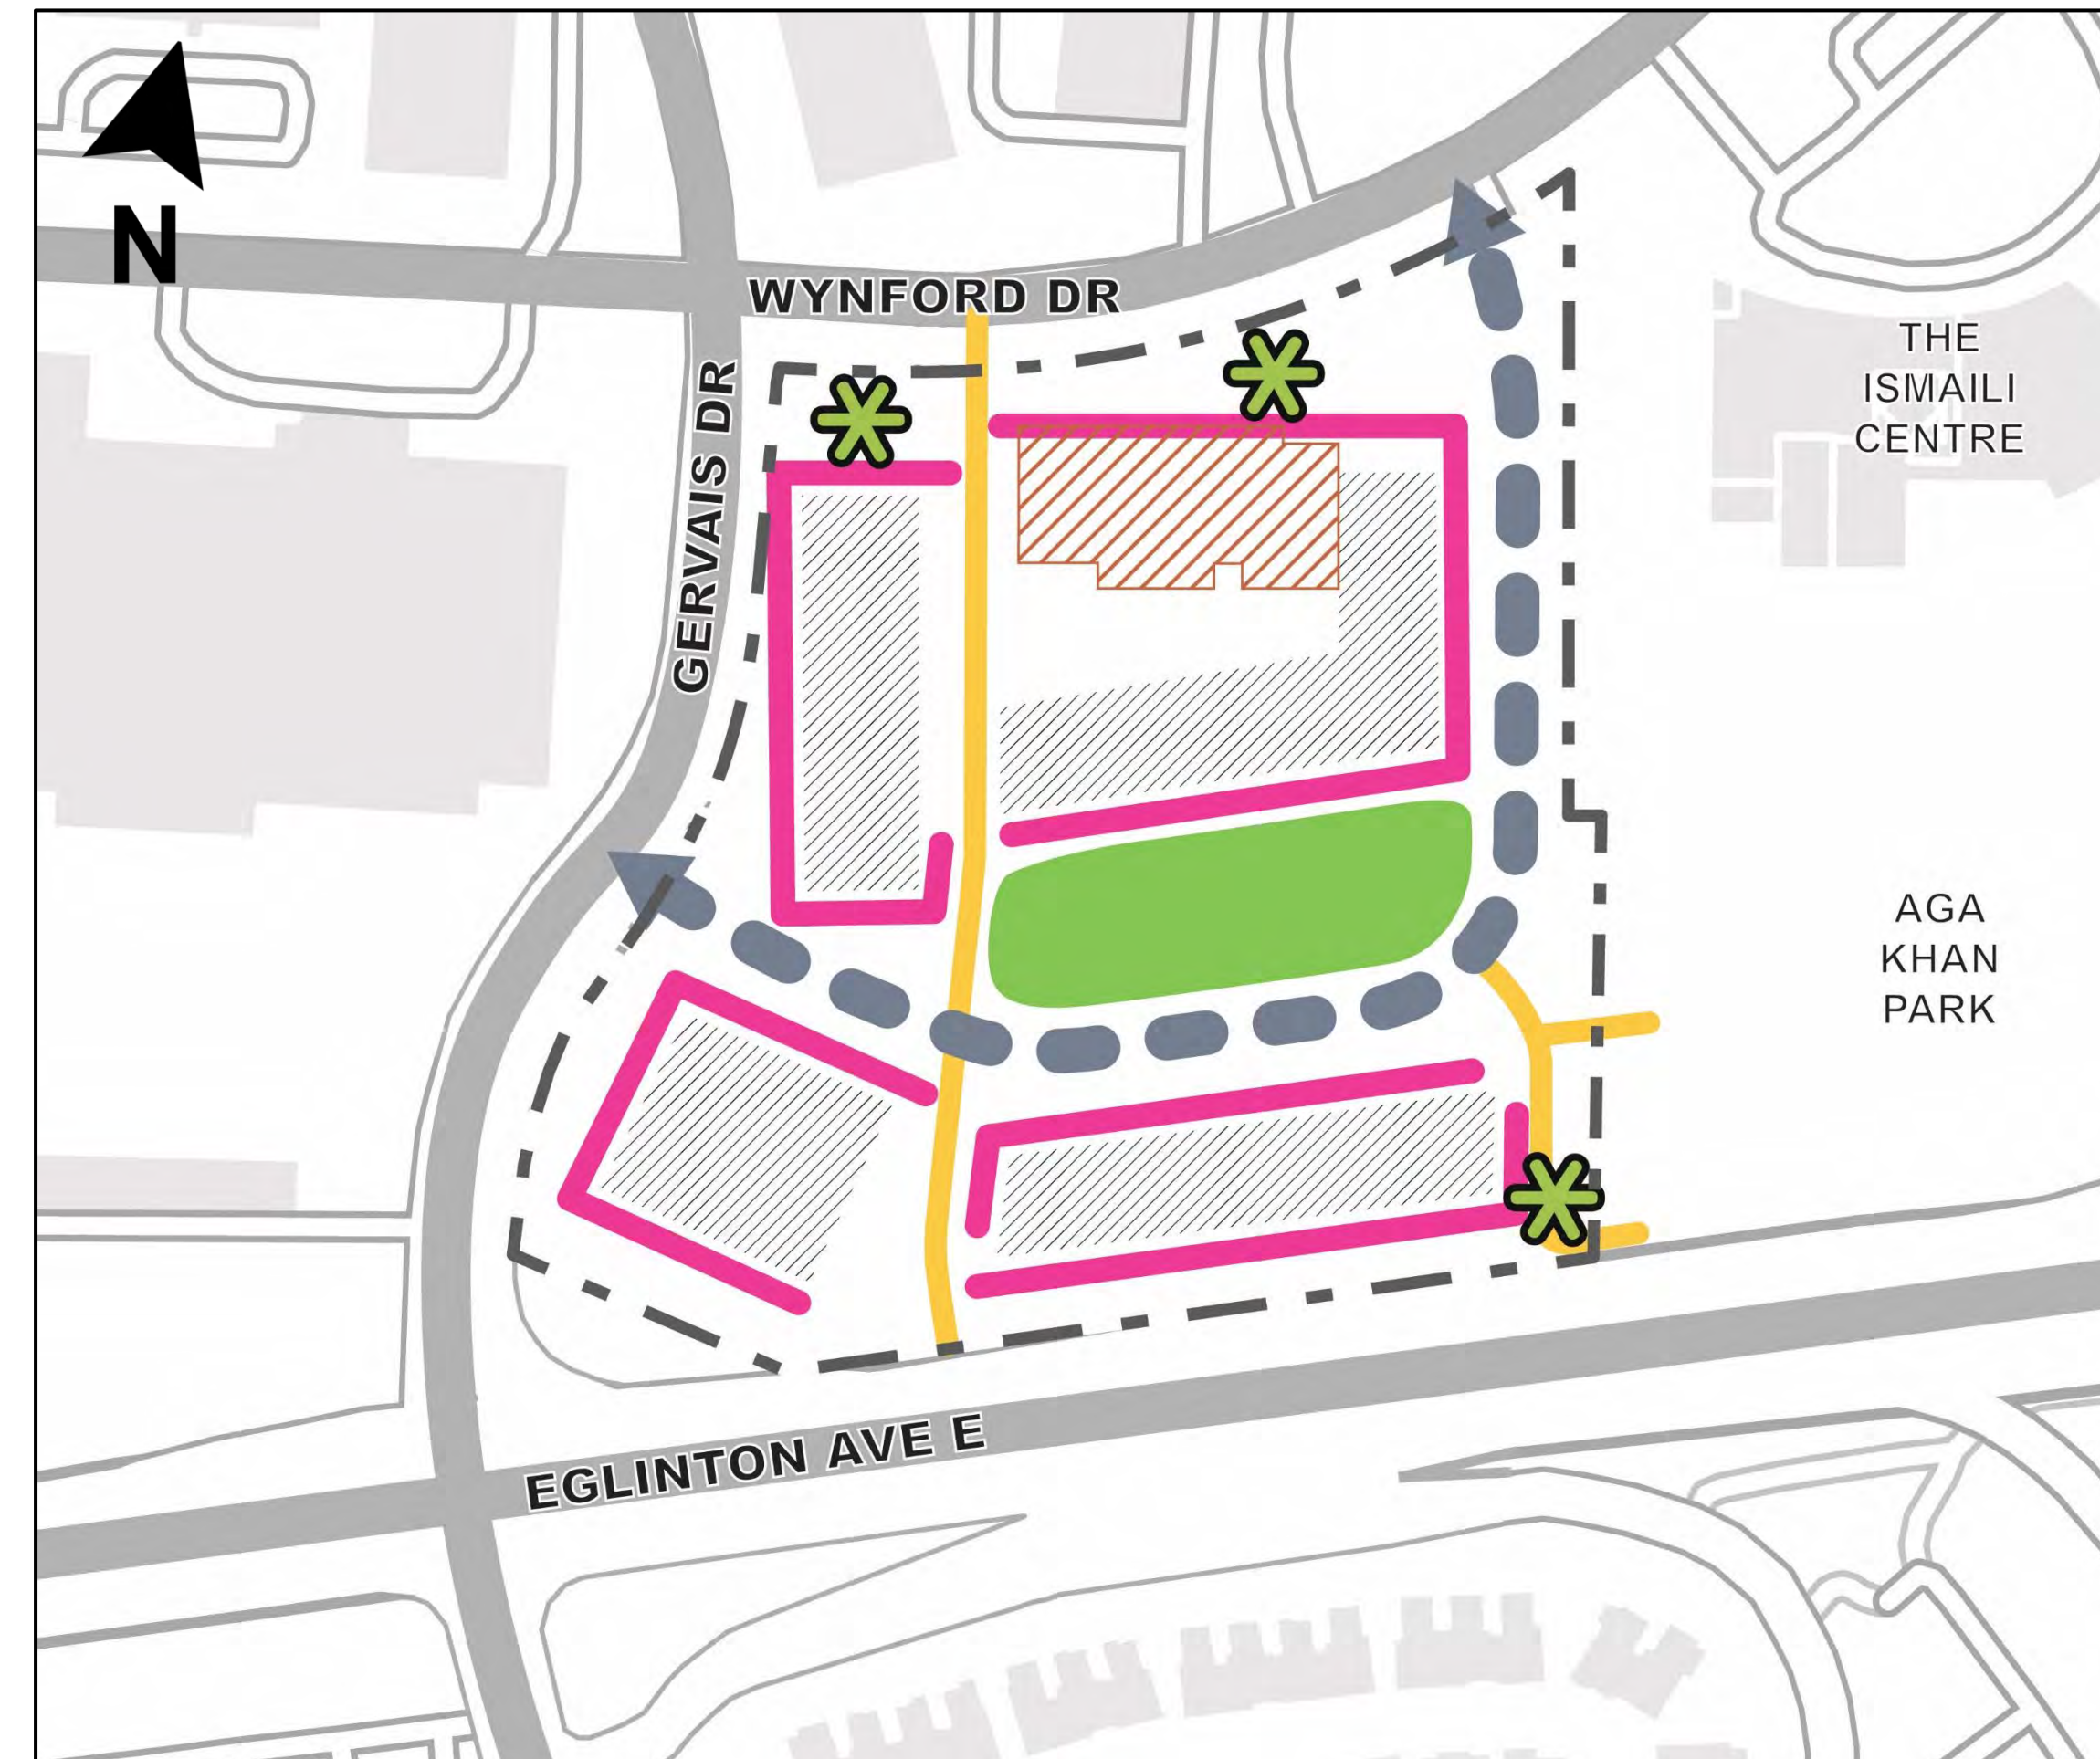 N
WYNFORD DR
GERVAIS DR
THE
ISMAILI
CENTRE
AGA
KHAN
PARK
EGLINTON AVE E